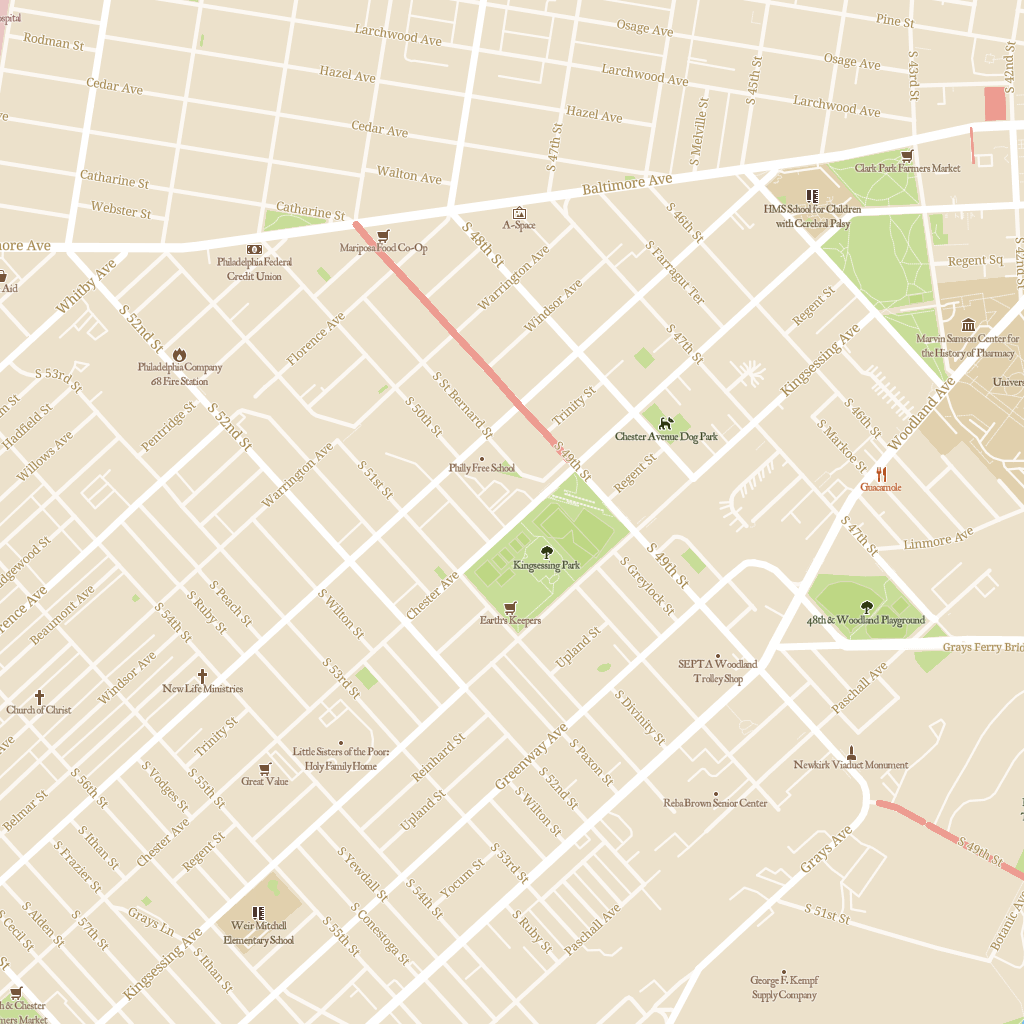 Rodman St
Larchwood Ave
Osage Ave
Pine St
Osage Ave
S 43rd St
S 42nd St
Hazel Ave
Larchwood Ave
S 45th St
Cedar Ave
Hazel Ave
Larchwood Ave
Cedar Ave
S 47th St
S Melville St
Clark Park Farmers Market
Catharine St
Walton Ave
Baltimore Ave
HMS School for Children
with Cerebral Palsy
Webster St
Catharine St
A-Space
S 46th St
Mariposa Food Co-Op
S 48th St
Philadelphia Federal
Credit Union
Whitby Ave
Warrington Ave
S Farragut Ter
Regent Sq
S 42nd
Aid
Windsor Ave
Regent St
S 52nd St
Florence Ave
S 47th St
Kingsessing Ave
Marvin Samson Center for
the History of Pharmacy
Philadelphia Company
68 Fire Station
S 53rd St
S St Bernard St
Trinity St
Woodland Ave
Hadfield St
Pentridge St
S 52nd St
S 50th St
Chester Avenue Dog Park
S 46th St
S Markoe St
Willows Ave
Warrington Ave
S 51st St
Philly Free School
S 49th St
Regent St
Guacamole
S 47th St
Linmore Ave
Kingsessing Park
S 49th St
Chester Ave
S Greylock St
Beaumont Ave
S 54th St
S Ruby St
S Peach St
S Wilton St
Earth's Keepers
48th & Woodland Playground
Upland St
Grays Ferry Brid
SEPTA Woodland
Trolley Shop
Windsor Ave
New Life Ministries
S 53rd St
Church of Christ
S Divinity St
Paschall Ave
Trinity St
Little Sisters of the Poor:
Holy Family Home
Reinhard St
Greenway Ave
S Paxon St
Newkirk Viaduct Monument
Great Value
S 56th St
S Vodges St
S 55th St
S 52nd St
S Wilton St
Reba Brown Senior Center
Belmar St
Upland St
Chester Ave
Regent St
S Ithan St
Grays Ave
S 49th St
S Frazier St
S Yewdall St
Yocum St
S 53rd St
S 54th St
Grays Ln
Weir Mitchell
Elementary School
S Conestoga St
S Ruby St
Paschall Ave
S 51st St
S Alden St
S Cecil St
S 57th St
Kingsessing Ave
S Ithan St
S 55th St
Botanic Ave
George F. Kempf
Supply Company